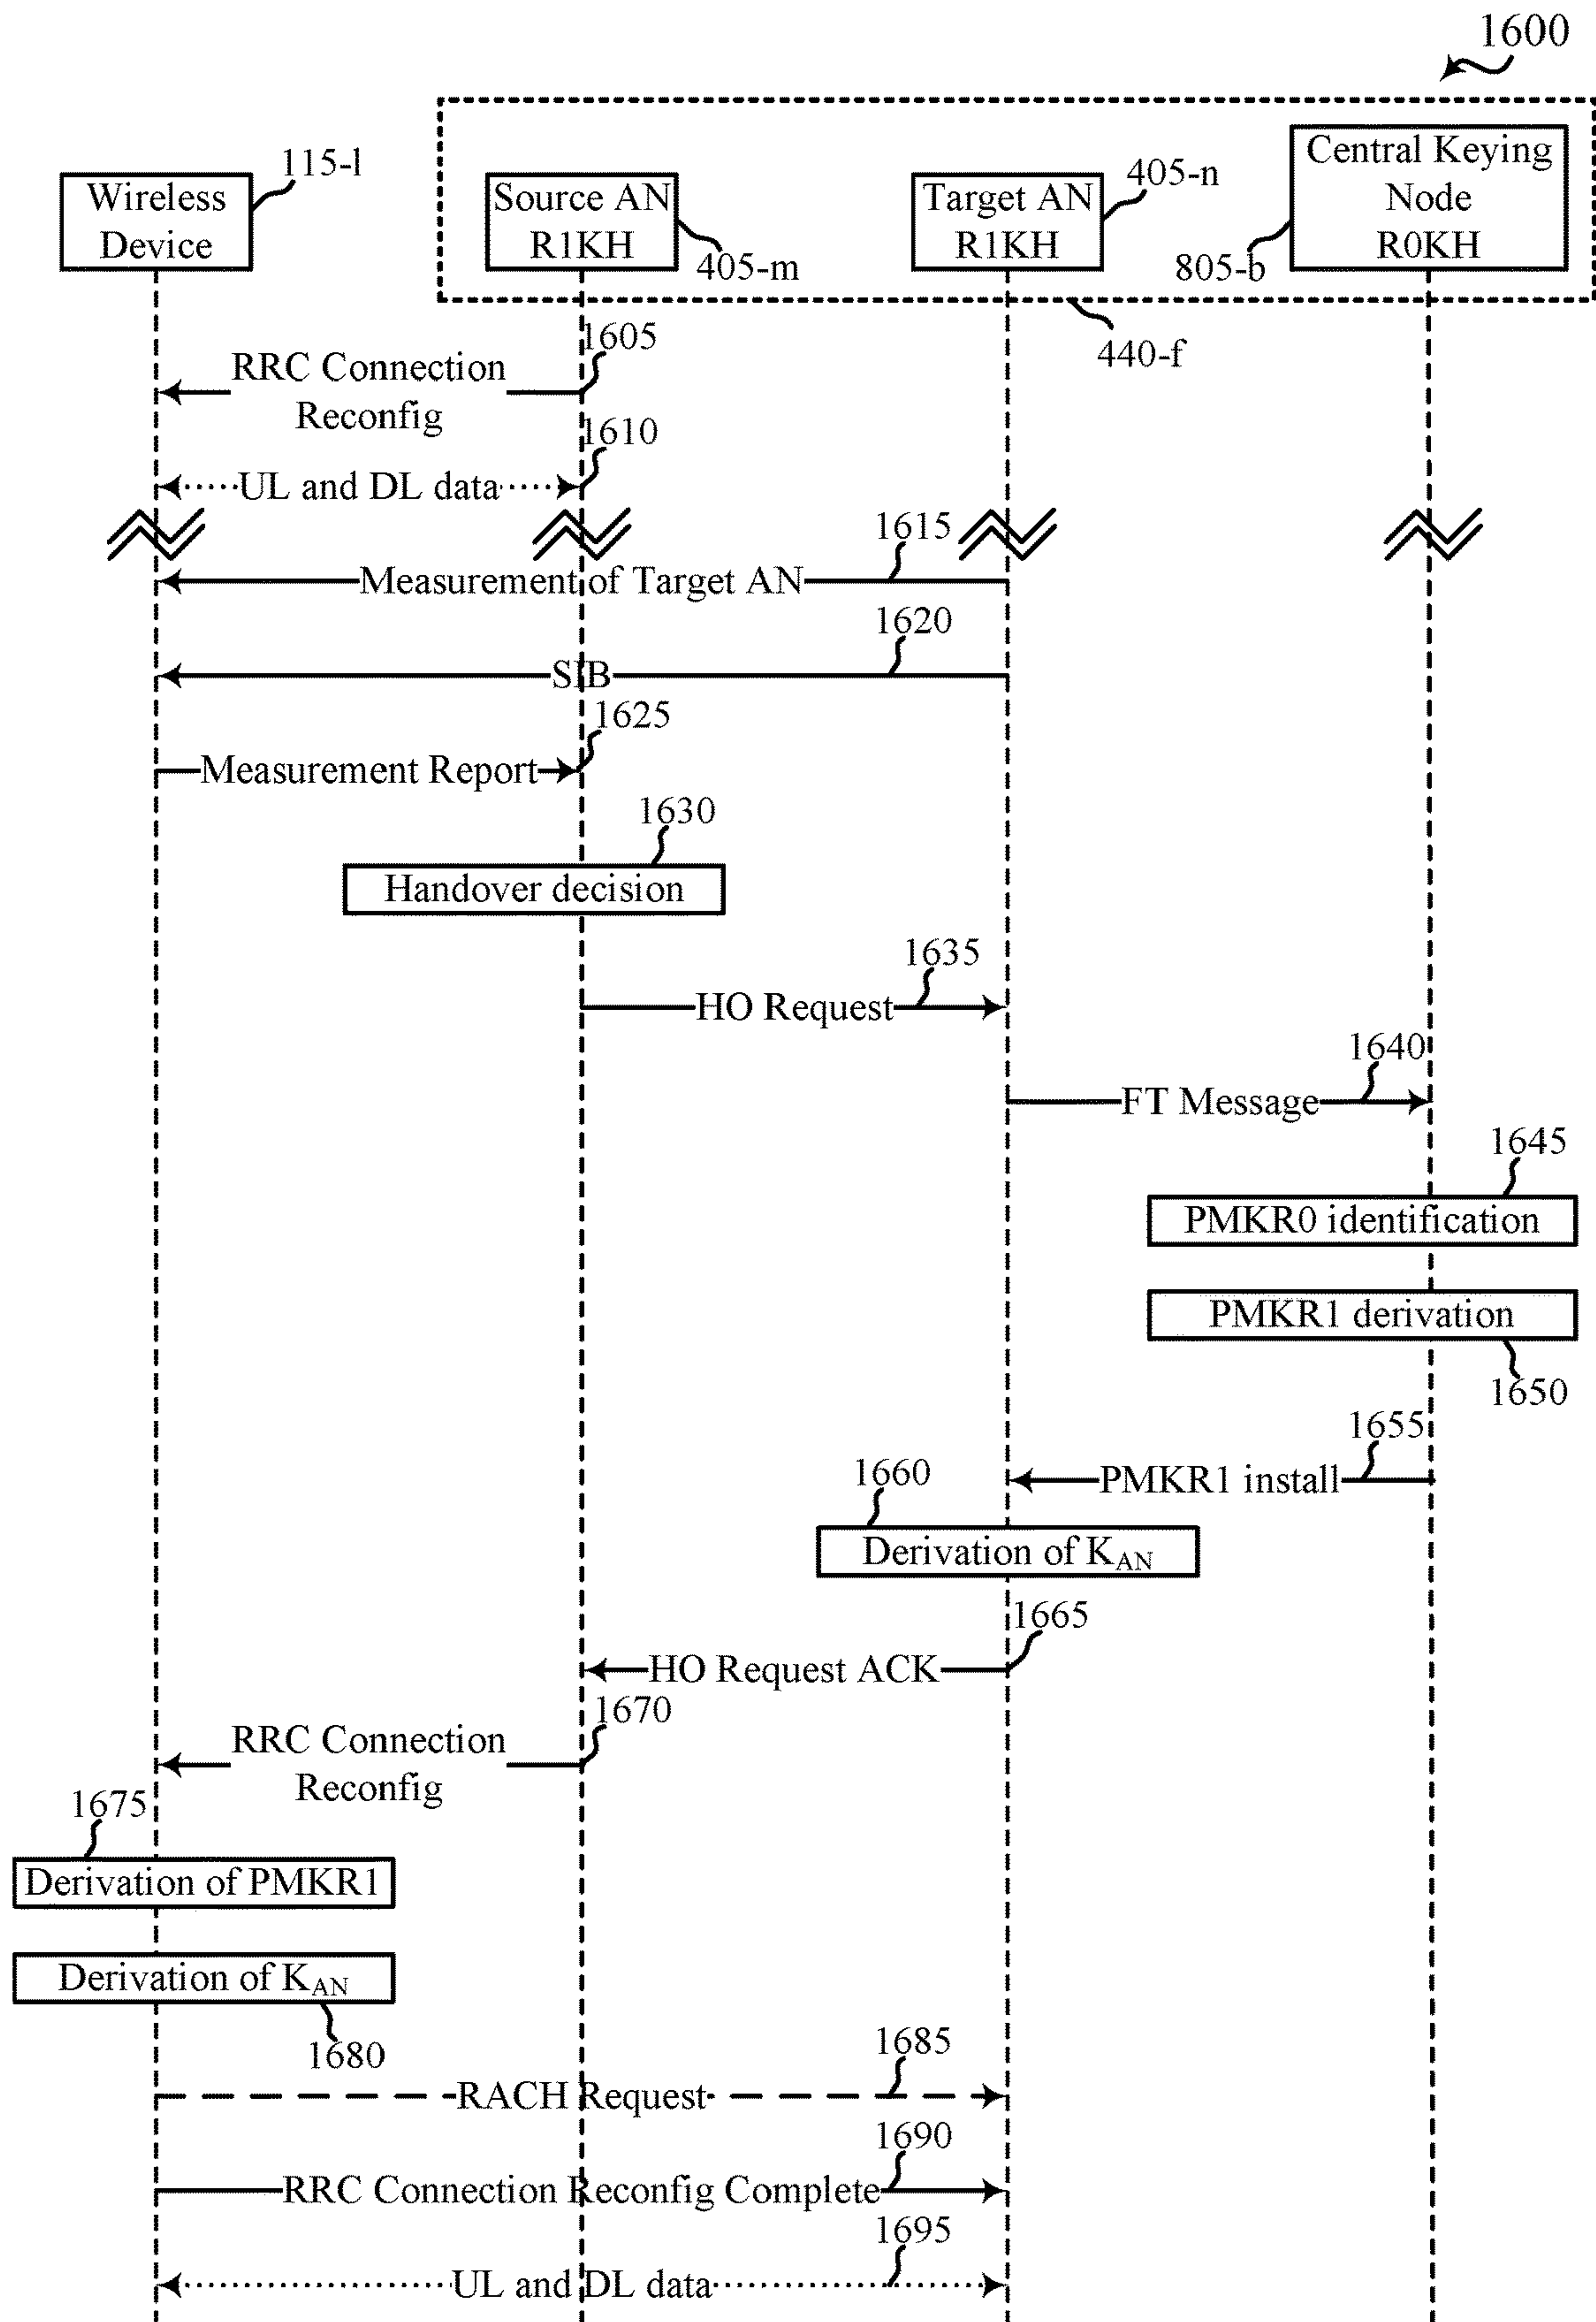 1600
Wireless
Device
115-l
Source AN
R1KH
405-m
Target AN
R1KH
405-n
Central Keying
Node
R0KH
805-b
440-f
1605
RRC Connection
Reconfig
1610
UL and DL data
1615
Measurement of Target AN
1620
SIB
1625
Measurement Report
1630
Handover decision
1635
HO Request
1640
FT Message
1645
PMKR0 identification
PMKR1 derivation
1650
1655
PMKR1 install
1660
Derivation of KAN
1665
HO Request ACK
1670
RRC Connection
Reconfig
1675
Derivation of PMKR1
Derivation of KAN
1680
1685
RACH Request
1690
RRC Connection Reconfig Complete
1695
UL and DL data